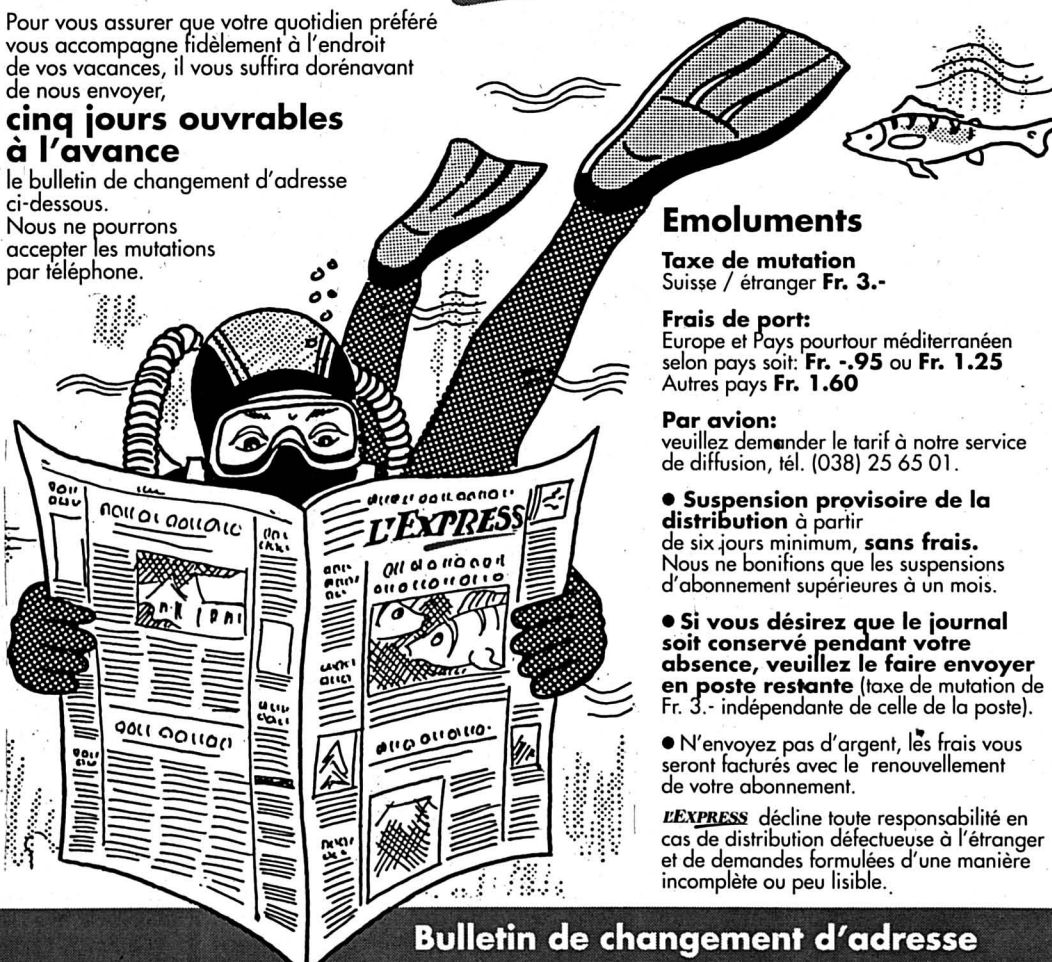 Pour vous assurer que votre quotidien préféré
vous accompagne fidèlement à l'endroit
de vos vacances, il vous suffira dorénavant
de nous envoyer,
cinq jours ouvrables
à l'avance
le bulletin de changement d'adresse
ci-dessous.
Nous ne pourrons
accepter les mutations
par téléphone.
L'EXPRESS
Emoluments
Taxe de mutation
Suisse / étranger Fr. 3.-
Frais de port:
Europe et Pays pourtour méditerranéen
selon pays soit: Fr. -.95 ou Fr. 1.25
Autres pays Fr. 1.60
Par avion:
veuillez demander le tarif à notre service
de diffusion, tél. (038) 25 65 01.
● Suspension provisoire de la
distribution à partir
de six jours minimum, sans frais.
Nous ne bonifions que les suspensions
d'abonnement supérieures à un mois.
● Si vous désirez que le journal
soit conservé pendant votre
absence, veuillez le faire envoyer
en poste restante (taxe de mutation de
Fr. 3.- indépendante de celle de la poste).
● N'envoyez pas d'argent, les frais vous
seront facturés avec le renouvellement
de votre abonnement.
L'EXPRESS décline toute responsabilité en
cas de distribution défectueuse à l'étranger
et de demandes formulées d'une manière
incomplète ou peu lisible.
Bulletin de changement d'adresse